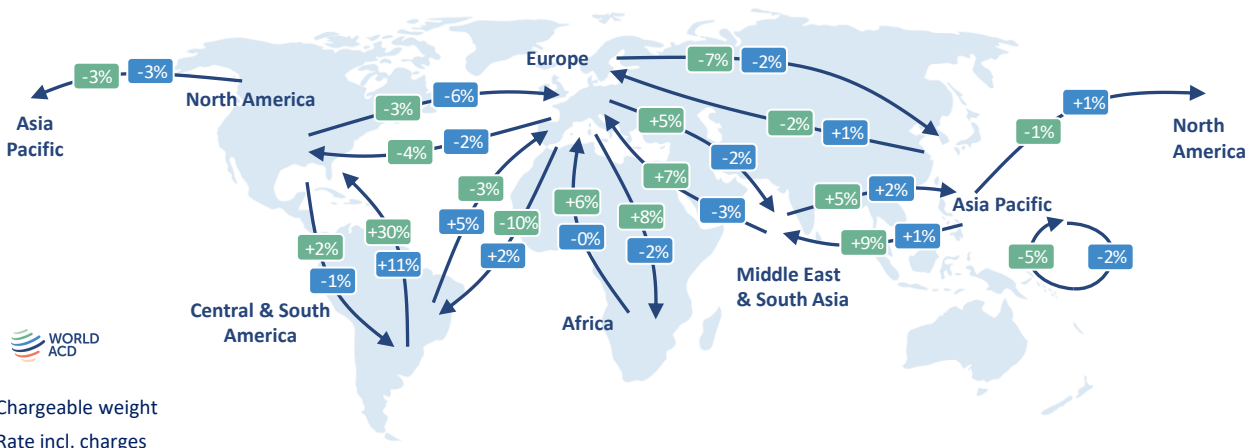 Europe
-7%
-2%
-3%
-3%
North America
Asia
Pacific
-3%
-6%
-4%
-2%
+5%
-2%
-2%
+1%
-1%
+1%
North
America
+7%
-3%
+5%
+2%
Asia Pacific
+9%
+1%
-5%
-2%
Middle East
& South Asia
-3%
+5%
-10%
+2%
+6%
-0%
+8%
-2%
Africa
+30%
+11%
+2%
-1%
Central & South
America
WORLD
ACD
Chargeable weight
Rate incl. charges